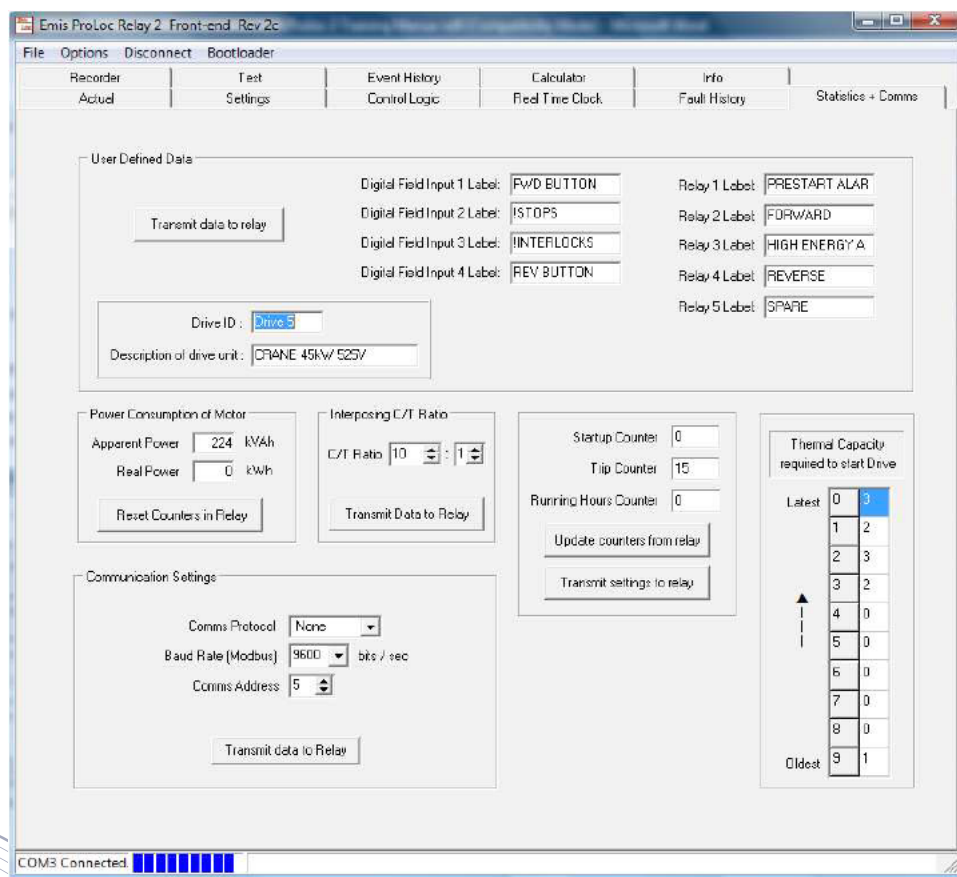 Emis ProLoc Relay 2 Front-end Rev 2c
File Options Disconnect Bootloader
Recorder Test Event History Calculator Info
Actual Settings Control Logic Real Time Clock Fault History Statistics + Comms
User Defined Data
Transmit data to relay
Digital Field Input 1 Label: FWD BUTTON
Digital Field Input 2 Label: !STOPS
Digital Field Input 3 Label: !INTERLOCKS
Digital Field Input 4 Label: REV BUTTON
Relay 1 Label: PRESTART ALAR
Relay 2 Label: FORWARD
Relay 3 Label: HIGH ENERGY A
Relay 4 Label: REVERSE
Relay 5 Label: SPARE
Drive ID : Drive 5
Description of drive unit : CRANE 45kW 525V
Power Consumption of Motor
Apparent Power 224 kVAh
Real Power 0 kWh
Reset Counters in Relay
Interposing C/T Ratio
C/T Ratio 10 : 1
Transmit Data to Relay
Startup Counter 0
Trip Counter 15
Running Hours Counter 0
Update counters from relay
Transmit settings to relay
Thermal Capacity
required to start Drive
Latest 0 3
1 2
2 3
3 2
4 0
5 0
6 0
7 0
8 0
Oldest 9 1
Communication Settings
Comms Protocol None
Baud Rate (Modbus) 9600 bits / sec
Comms Address 5
Transmit data to Relay
COM3 Connected.